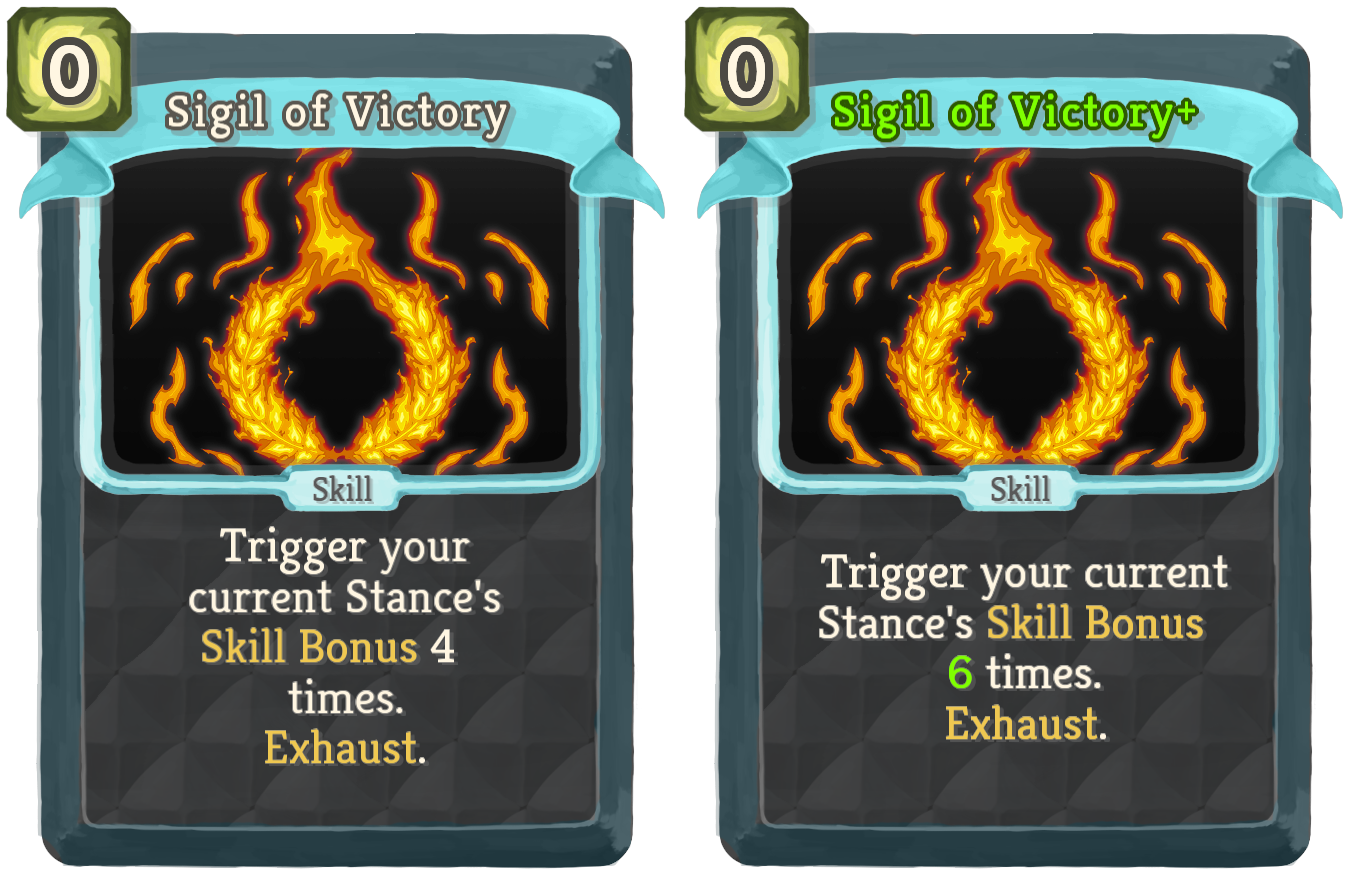 0
Sigil of Victory
Skill
Trigger your
current Stance's
Skill Bonus 4
times.
Exhaust.
0
Sigil of Victory+
Skill
Trigger your current
Stance's Skill Bonus
6 times.
Exhaust.